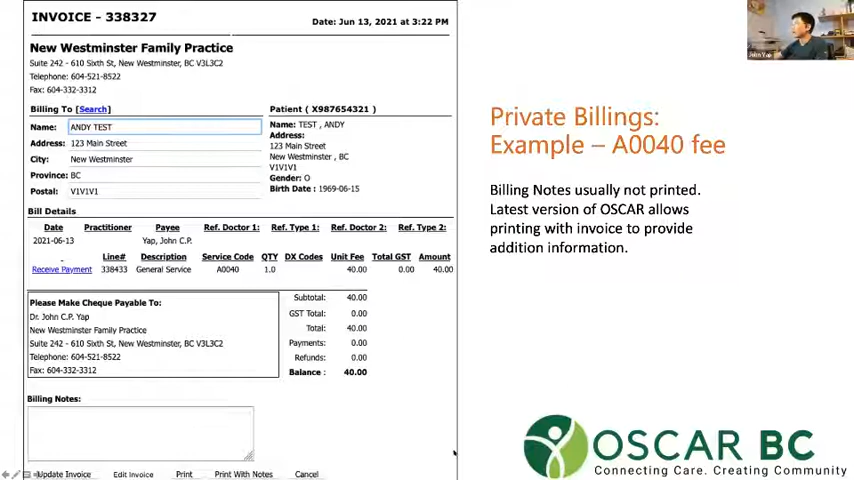 INVOICE - 338327
Date: Jun 13, 2021 at 3:22 PM
New Westminster Family Practice
Suite 242 - 610 Sixth St, New Westminster, BC V3L3C2
Telephone: 604-521-8522
Fax: 604-332-3312
Billing To [Search]
Name: ANDY TEST
Address: 123 Main Street
City: New Westminster
Province: BC
Postal: V1V1V1
Patient ( X987654321 )
Name: TEST , ANDY
Address:
123 Main Street
New Westminster , BC
V1V1V1
Gender: O
Birth Date : 1969-06-15
Bill Details
Date Practitioner Payee Ref. Doctor 1: Ref. Type 1: Ref. Doctor 2: Ref. Type 2:
2021-06-13 Yap, John C.P.
Line# Description Service Code QTY DX Codes Unit Fee Total GST Amount
Receive Payment 338433 General Service A0040 1.0 40.00 0.00 40.00
Please Make Cheque Payable To:
Dr. John C.P. Yap
New Westminster Family Practice
Suite 242 - 610 Sixth St, New Westminster, BC V3L3C2
Telephone: 604-521-8522
Fax: 604-332-3312
Subtotal: 40.00
GST Total: 0.00
Total: 40.00
Payments: 0.00
Refunds: 0.00
Balance : 40.00
Billing Notes:
Update Invoice Edit Invoice Print Print With Notes Cancel
John Yap
Private Billings:
Example – A0040 fee
Billing Notes usually not printed.
Latest version of OSCAR allows
printing with invoice to provide
addition information.
OSCAR BC
Connecting Care. Creating Community